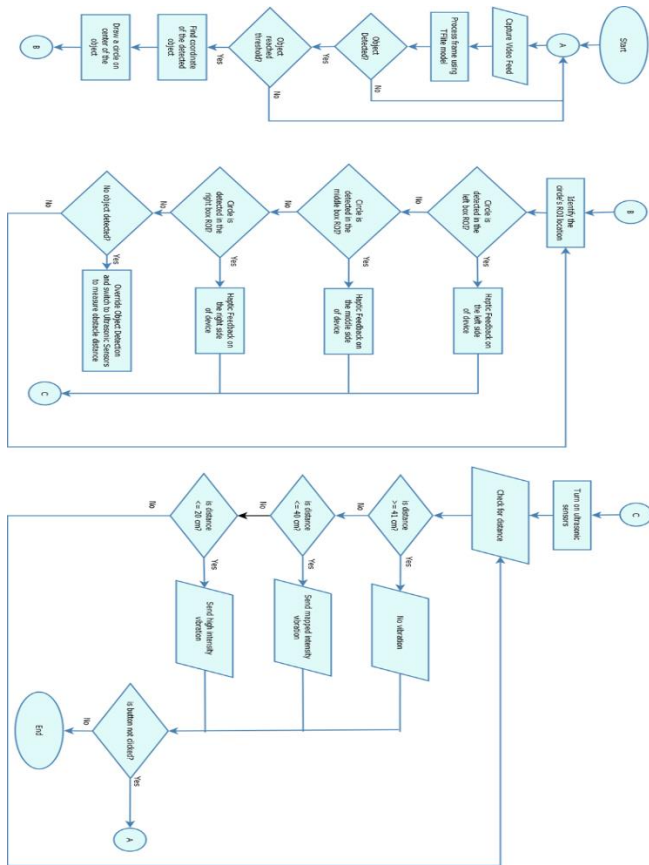 Start
A
Capture Video Feed
Process frame using
TFlite model
Object
Detected?
No
Yes
Object
reached
threshold?
No
Yes
Find coordinate
of the detected
object
Draw a circle on
center of the
object
B
B
Identify the
circle's ROI
location
Circle is
detected in the
left box ROI?
Yes
Haptic Feedback on
the left side
of device
No
Circle is
detected in the
middle box ROI?
Yes
Haptic Feedback on
the middle side
of device
No
Circle is
detected in the
right box ROI?
Yes
Haptic Feedback on
the right side
of device
No
No object detected?
Yes
Override Object Detection
and switch to Ultrasonic Sensors
to measure obstacle distance
No
C
C
Turn on ultrasonic
sensors
Check for distance
is distance
>= 41 cm?
Yes
No vibration
No
is distance
<= 40 cm?
Yes
Send mapped intensity
vibration
No
is distance
<= 20 cm?
Yes
Send high intensity
vibration
No
is button not clicked?
Yes
A
No
End